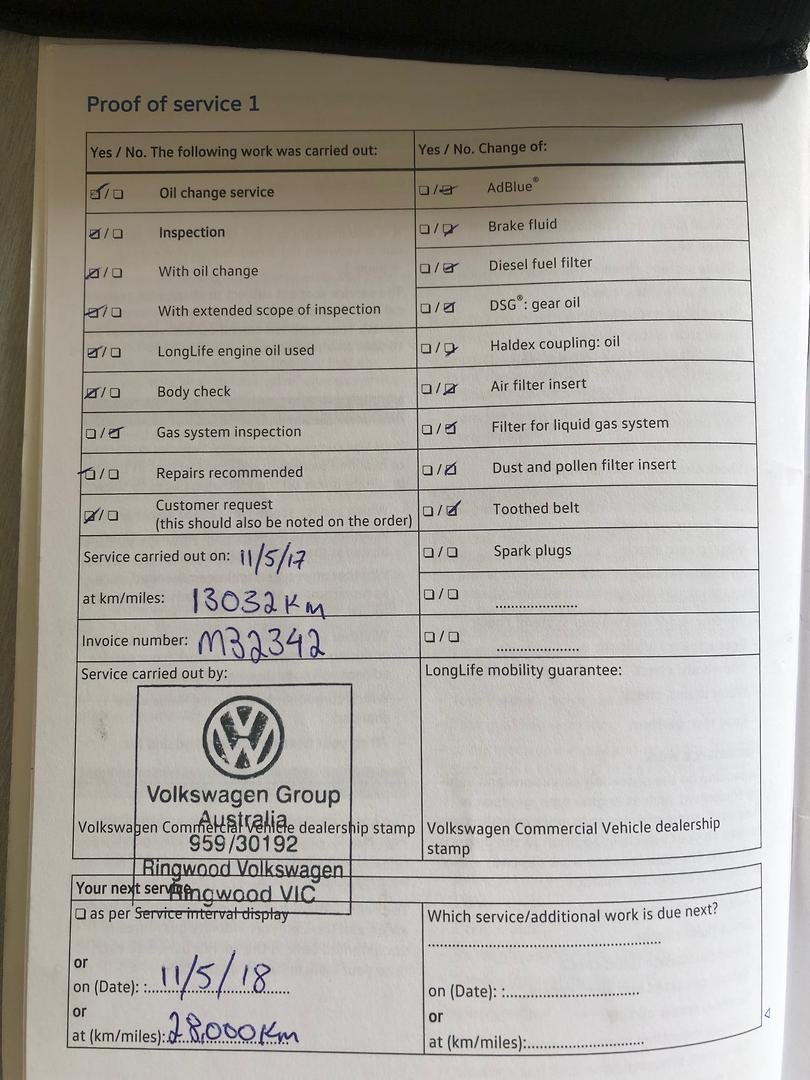 Proof of service 1
Yes / No. The following work was carried out:
☑/☐ Oil change service
☑/☐ Inspection
☑/☐ With oil change
☑/☐ With extended scope of inspection
☑/☐ LongLife engine oil used
☑/☐ Body check
☐/☑ Gas system inspection
☑/☐ Repairs recommended
☑/☐ Customer request
(this should also be noted on the order)
Service carried out on: 11/5/17
at km/miles: 13032 Km
Invoice number: M32342
Service carried out by:
Volkswagen Group
Australia
959/30192
Ringwood Volkswagen
Ringwood VIC
Volkswagen Commercial Vehicle dealership stamp
Yes / No. Change of:
☐/☑ AdBlue®
☐/☑ Brake fluid
☐/☑ Diesel fuel filter
☐/☑ DSG®: gear oil
☐/☑ Haldex coupling: oil
☐/☑ Air filter insert
☐/☑ Filter for liquid gas system
☐/☑ Dust and pollen filter insert
☐/☑ Toothed belt
☐/☐ Spark plugs
☐/☐ ......................
☐/☐ ......................
LongLife mobility guarantee:
Volkswagen Commercial Vehicle dealership
stamp
Your next service
☐ as per Service interval display
or
on (Date): :11/5/18
or
at (km/miles): 28,000 Km
Which service/additional work is due next?
..............................................................
on (Date): :...................................
or
at (km/miles):...............................